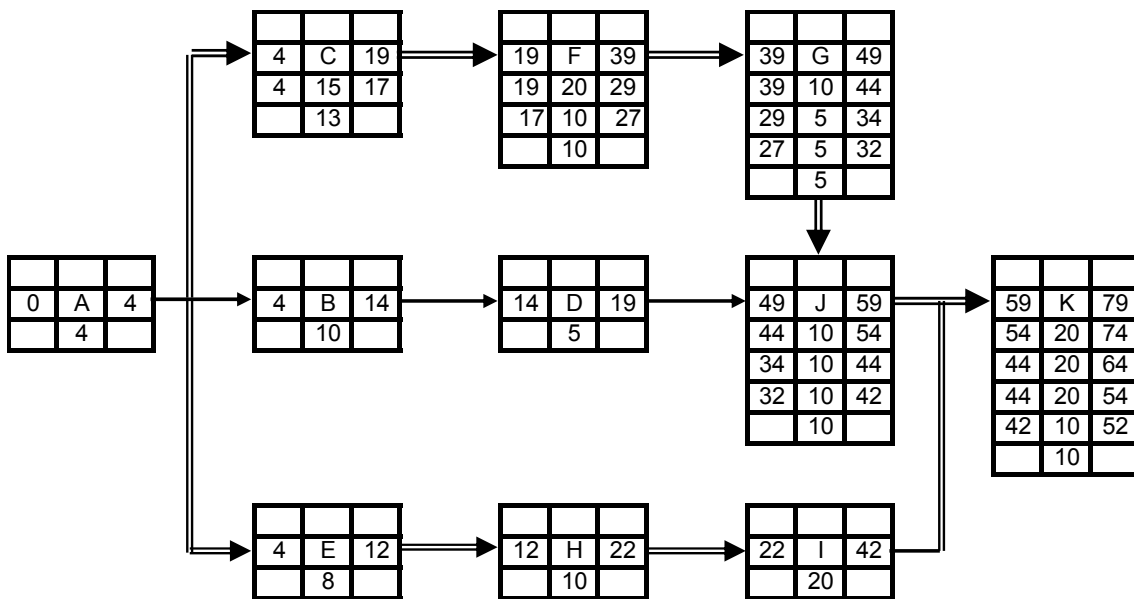 4 C 19
4 15 17
13
19 F 39
19 20 29
17 10 27
10
39 G 49
39 10 44
29 5 34
27 5 32
5
0 A 4
4
4 B 14
10
14 D 19
5
49 J 59
44 10 54
34 10 44
32 10 42
10
59 K 79
54 20 74
44 20 64
44 20 54
42 10 52
10
4 E 12
8
12 H 22
10
22 I 42
20